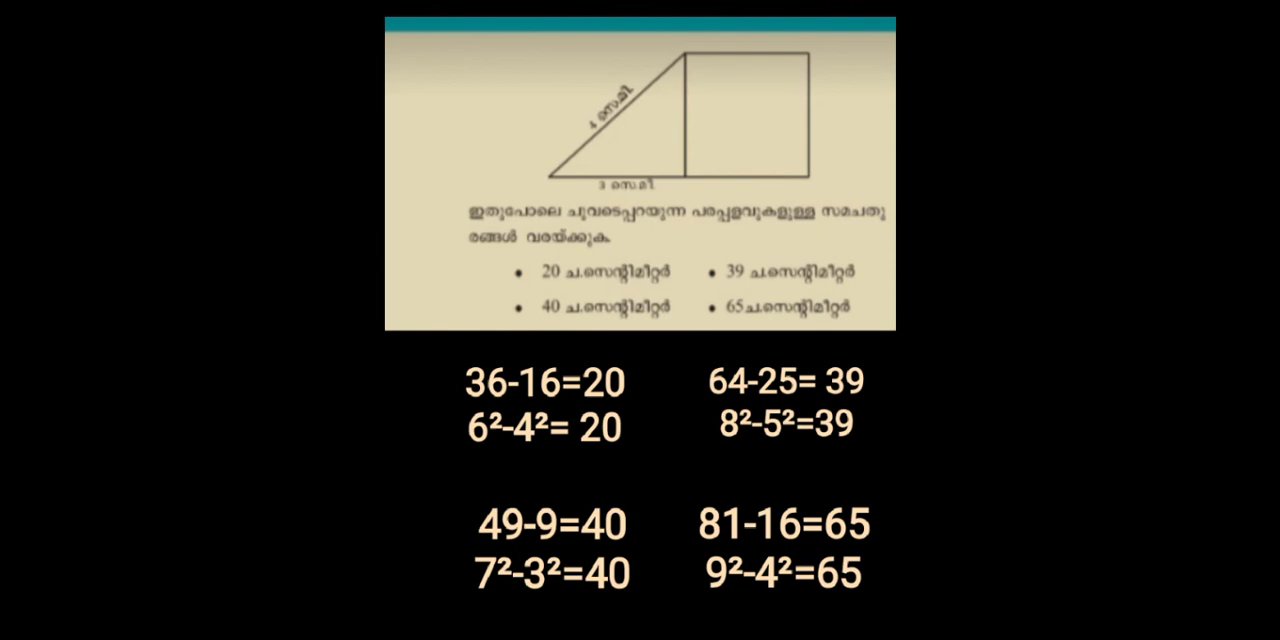 4 സെ.മീ.
3 സെ.മീ.
ഇതുപോലെ ചുവടെപ്പറയുന്ന പരപ്പളവുകളുള്ള സമചതു
രങ്ങൾ വരയ്ക്കുക.
• 20 ച.സെന്റിമീറ്റർ • 39 ച.സെന്റിമീറ്റർ
• 40 ച.സെന്റിമീറ്റർ • 65ച.സെന്റിമീറ്റർ
36-16=20 64-25= 39
6²-4²= 20 8²-5²=39
49-9=40 81-16=65
7²-3²=40 9²-4²=65